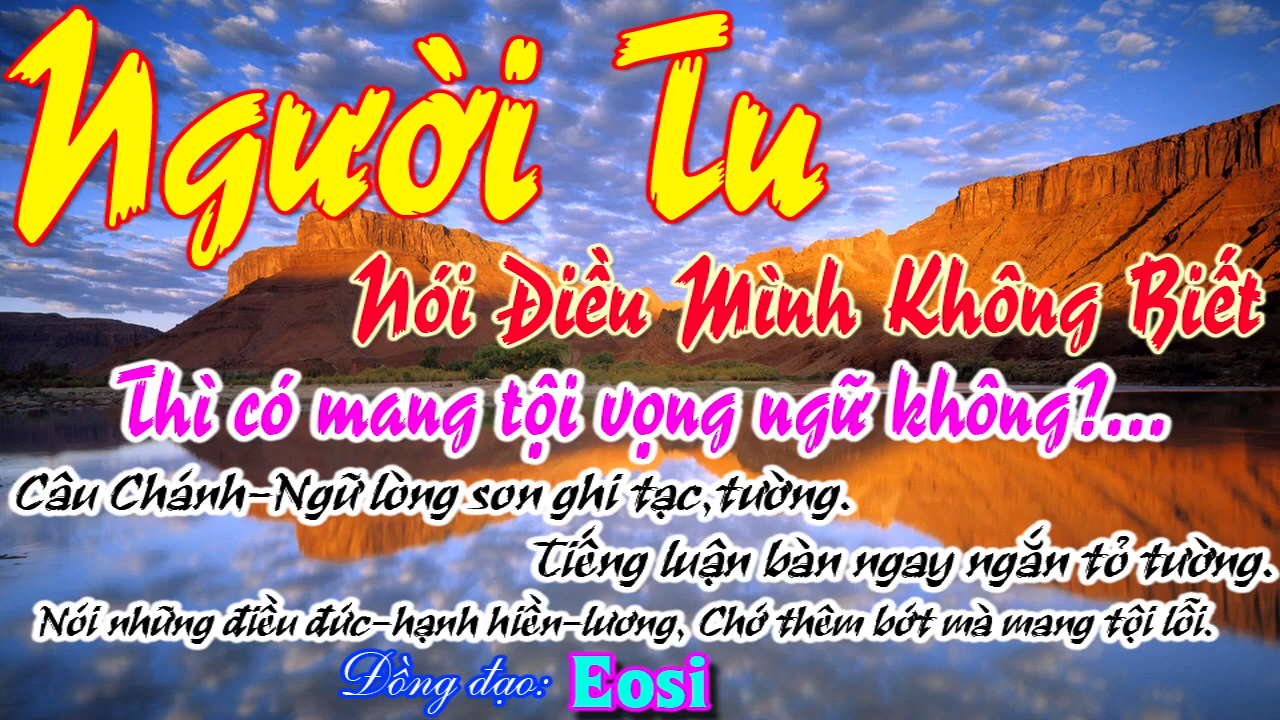 Người Tu
Nói Điều Mình Không Biết
Thì có mang tội vọng ngữ không?...
Câu Chánh-Ngữ lòng son ghi tạc,tường.
Tiếng luận bàn ngay ngắn tỏ tường.
Nói những điều đức-hạnh hiền-lương, Chớ thêm bớt mà mang tội lỗi.
Đồng đạo: Eosi